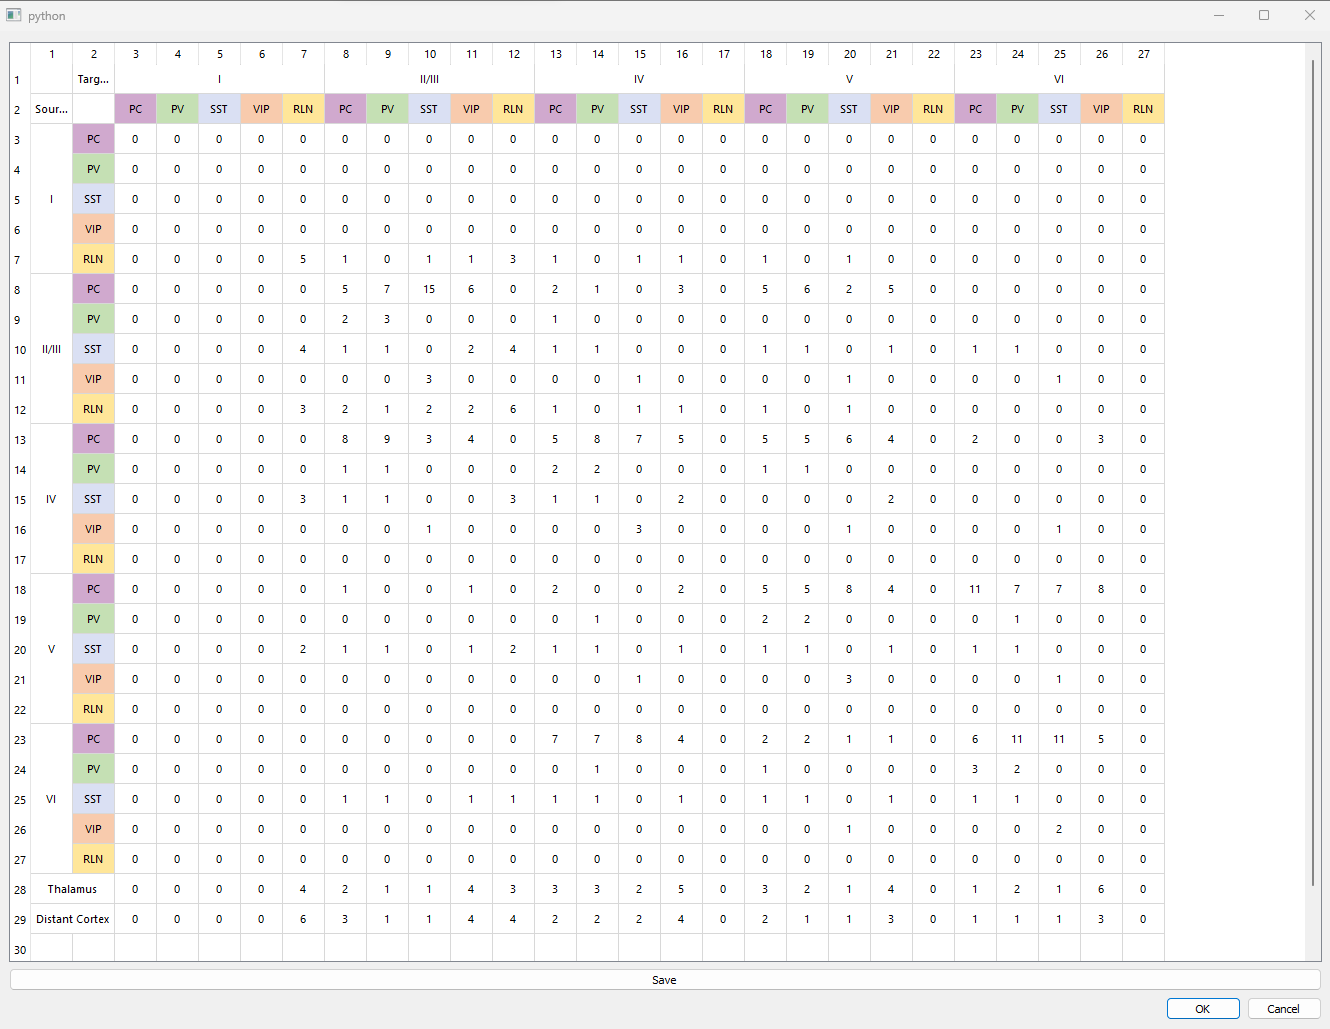 python
1 2 3 4 5 6 7 8 9 10 11 12 13 14 15 16 17 18 19 20 21 22 23 24 25 26 27
1 Targ... I II/III IV V VI
2 Sour... PC PV SST VIP RLN PC PV SST VIP RLN PC PV SST VIP RLN PC PV SST VIP RLN PC PV SST VIP RLN
3 PC 0 0 0 0 0 0 0 0 0 0 0 0 0 0 0 0 0 0 0 0 0 0 0 0 0
4 PV 0 0 0 0 0 0 0 0 0 0 0 0 0 0 0 0 0 0 0 0 0 0 0 0 0
5 I SST 0 0 0 0 0 0 0 0 0 0 0 0 0 0 0 0 0 0 0 0 0 0 0 0 0
6 VIP 0 0 0 0 0 0 0 0 0 0 0 0 0 0 0 0 0 0 0 0 0 0 0 0 0
7 RLN 0 0 0 0 5 1 0 1 1 3 1 0 1 1 0 1 0 1 0 0 0 0 0 0 0
8 PC 0 0 0 0 0 5 7 15 6 0 2 1 0 3 0 5 6 2 5 0 0 0 0 0 0
9 PV 0 0 0 0 0 2 3 0 0 0 1 0 0 0 0 0 0 0 0 0 0 0 0 0 0
10 II/III SST 0 0 0 0 4 1 1 0 2 4 1 1 0 0 0 1 1 0 1 0 1 1 0 0 0
11 VIP 0 0 0 0 0 0 0 3 0 0 0 0 1 0 0 0 0 1 0 0 0 0 1 0 0
12 RLN 0 0 0 0 3 2 1 2 2 6 1 0 1 1 0 1 0 1 0 0 0 0 0 0 0
13 PC 0 0 0 0 0 8 9 3 4 0 5 8 7 5 0 5 5 6 4 0 2 0 0 3 0
14 PV 0 0 0 0 0 1 1 0 0 0 2 2 0 0 0 1 1 0 0 0 0 0 0 0 0
15 IV SST 0 0 0 0 3 1 1 0 0 3 1 1 0 2 0 0 0 0 2 0 0 0 0 0 0
16 VIP 0 0 0 0 0 0 0 1 0 0 0 0 3 0 0 0 0 1 0 0 0 0 1 0 0
17 RLN 0 0 0 0 0 0 0 0 0 0 0 0 0 0 0 0 0 0 0 0 0 0 0 0 0
18 PC 0 0 0 0 0 1 0 0 1 0 2 0 0 2 0 5 5 8 4 0 11 7 7 8 0
19 PV 0 0 0 0 0 0 0 0 0 0 0 1 0 0 0 2 2 0 0 0 0 1 0 0 0
20 V SST 0 0 0 0 2 1 1 0 1 2 1 1 0 1 0 1 1 0 1 0 1 1 0 0 0
21 VIP 0 0 0 0 0 0 0 0 0 0 0 0 1 0 0 0 0 3 0 0 0 0 1 0 0
22 RLN 0 0 0 0 0 0 0 0 0 0 0 0 0 0 0 0 0 0 0 0 0 0 0 0 0
23 PC 0 0 0 0 0 0 0 0 0 0 7 7 8 4 0 2 2 1 1 0 6 11 11 5 0
24 PV 0 0 0 0 0 0 0 0 0 0 0 1 0 0 0 1 0 0 0 0 3 2 0 0 0
25 VI SST 0 0 0 0 0 1 1 0 1 1 1 1 0 1 0 1 1 0 1 0 1 1 0 0 0
26 VIP 0 0 0 0 0 0 0 0 0 0 0 0 0 0 0 0 0 1 0 0 0 0 2 0 0
27 RLN 0 0 0 0 0 0 0 0 0 0 0 0 0 0 0 0 0 0 0 0 0 0 0 0 0
28 Thalamus 0 0 0 0 4 2 1 1 4 3 3 3 2 5 0 3 2 1 4 0 1 2 1 6 0
29 Distant Cortex 0 0 0 0 6 3 1 1 4 4 2 2 2 4 0 2 1 1 3 0 1 1 1 3 0
30
Save
OK Cancel